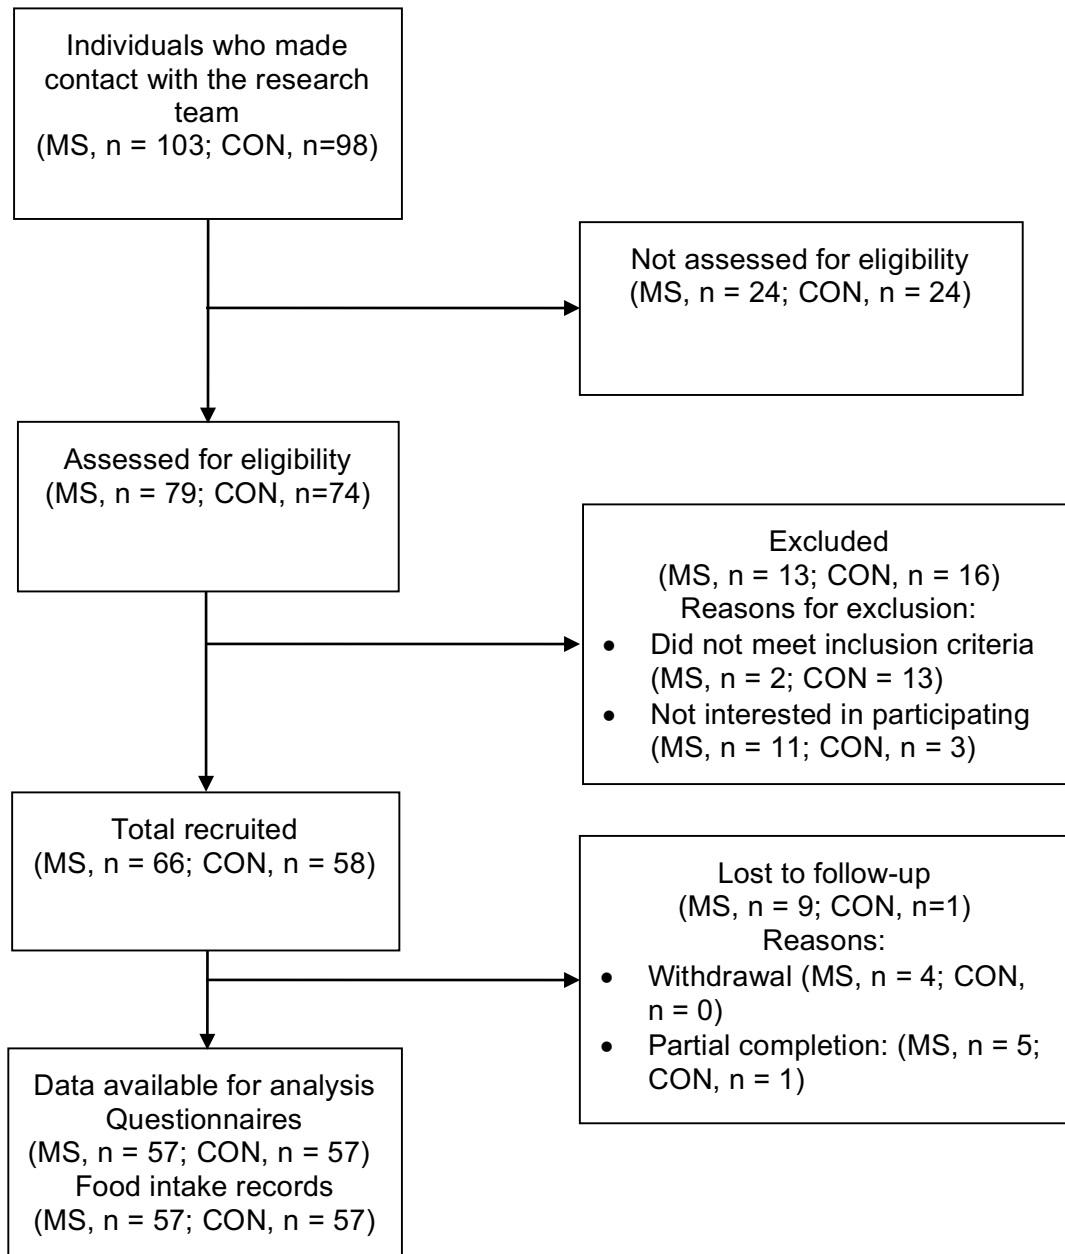 Individuals who made
contact with the research
team
(MS, n = 103; CON, n=98)
Not assessed for eligibility
(MS, n = 24; CON, n = 24)
Assessed for eligibility
(MS, n = 79; CON, n=74)
Excluded
(MS, n = 13; CON, n = 16)
Reasons for exclusion:
• Did not meet inclusion criteria
(MS, n = 2; CON = 13)
• Not interested in participating
(MS, n = 11; CON, n = 3)
Total recruited
(MS, n = 66; CON, n = 58)
Lost to follow-up
(MS, n = 9; CON, n=1)
Reasons:
• Withdrawal (MS, n = 4; CON,
n = 0)
• Partial completion: (MS, n = 5;
CON, n = 1)
Data available for analysis
Questionnaires
(MS, n = 57; CON, n = 57)
Food intake records
(MS, n = 57; CON, n = 57)